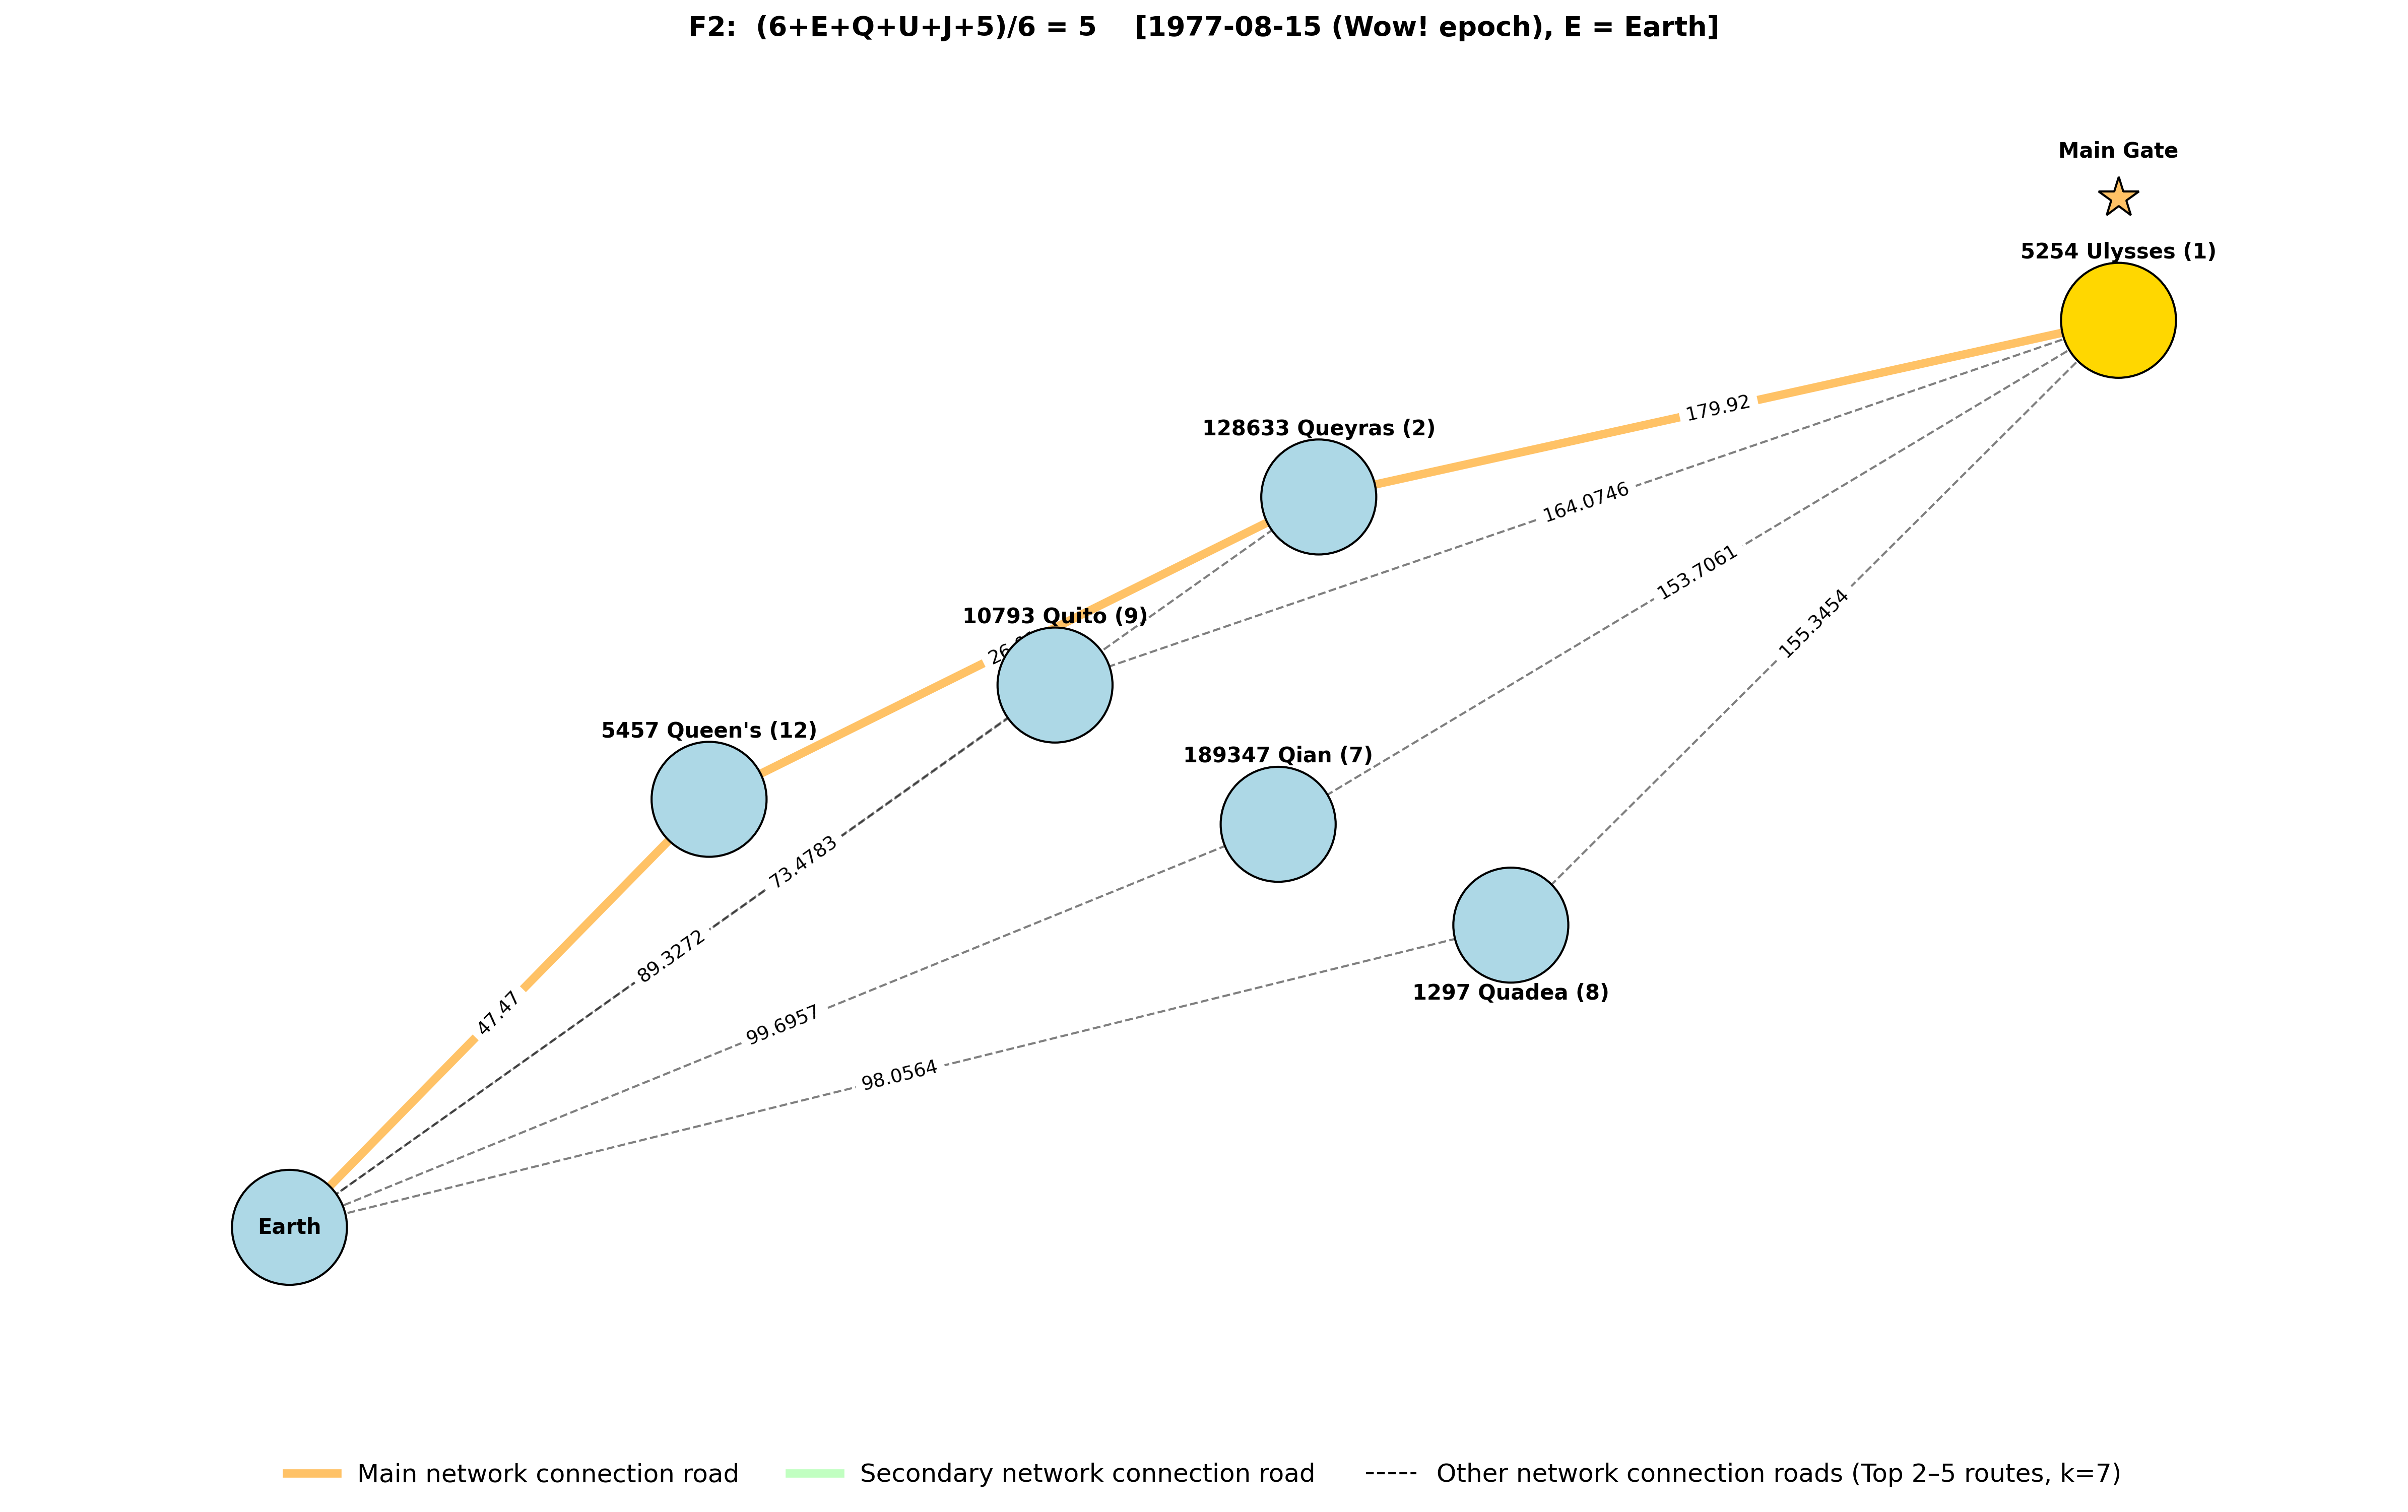 F2:  (6+E+Q+U+J+5)/6 = 5    [1977-08-15 (Wow! epoch), E = Earth]
Main Gate
5254 Ulysses (1)
179.92
128633 Queyras (2)
164.0746
153.7061
155.3454
10793 Quito (9)
5457 Queen's (12)
189347 Qian (7)
73.4783
1297 Quadea (8)
89.3272
47.47
99.6957
98.0564
Earth
Main network connection road
Secondary network connection road
Other network connection roads (Top 2–5 routes, k=7)